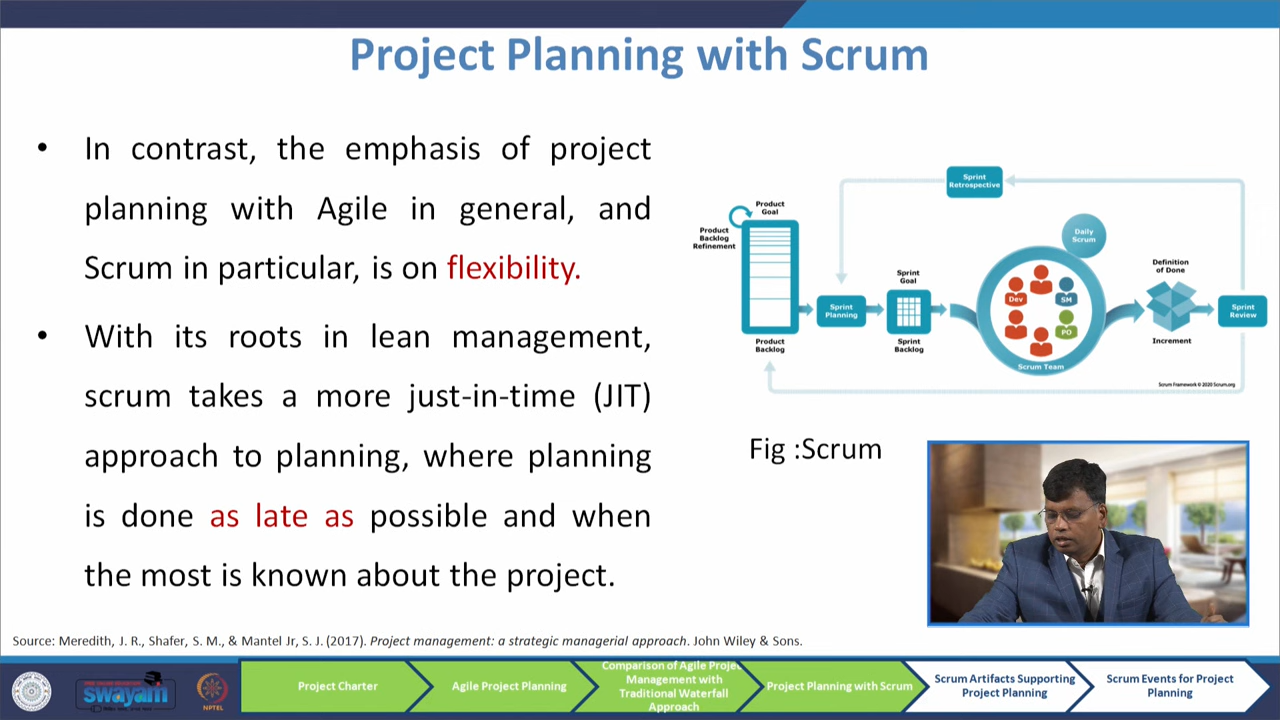 Project Planning with Scrum
• In contrast, the emphasis of project
planning with Agile in general, and
Scrum in particular, is on flexibility.
• With its roots in lean management,
scrum takes a more just-in-time (JIT)
approach to planning, where planning
is done as late as possible and when
the most is known about the project.
Sprint
Retrospective
Product
Goal
Product
Backlog
Refinement
Daily
Scrum
Definition
of Done
Sprint
Goal
Dev
SM
PO
Sprint
Planning
Sprint
Review
Product
Backlog
Sprint
Backlog
Increment
Scrum Team
Scrum Framework © 2020 Scrum.org
Fig :Scrum
Source: Meredith, J. R., Shafer, S. M., & Mantel Jr, S. J. (2017). Project management: a strategic managerial approach. John Wiley & Sons.
swayam
NPTEL
Project Charter
Agile Project Planning
Comparison of Agile Project
Management with
Traditional Waterfall
Approach
Project Planning with Scrum
Scrum Artifacts Supporting
Project Planning
Scrum Events for Project
Planning